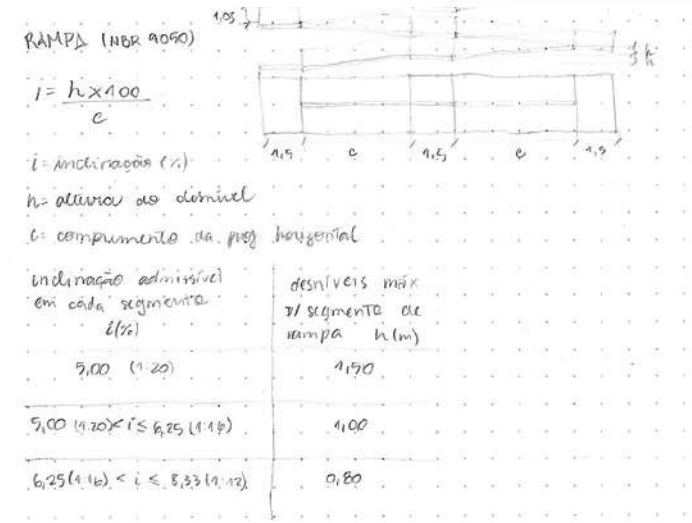 1,05
RAMPA (NBR 9050)
h
h
i = h x 100
c
1,5 c 1,5 c 1,5
i = inclinação (%)
h = altura do desnível
c = comprimento da proj horizontal
inclinação admissível
em cada segmento
i (%)
desníveis máx
p/ segmento de
rampa h (m)
5,00 (1:20)
1,50
5,00 (1:20) < i ≤ 6,25 (1:16)
1,00
6,25 (1:16) < i ≤ 8,33 (1:12)
0,80